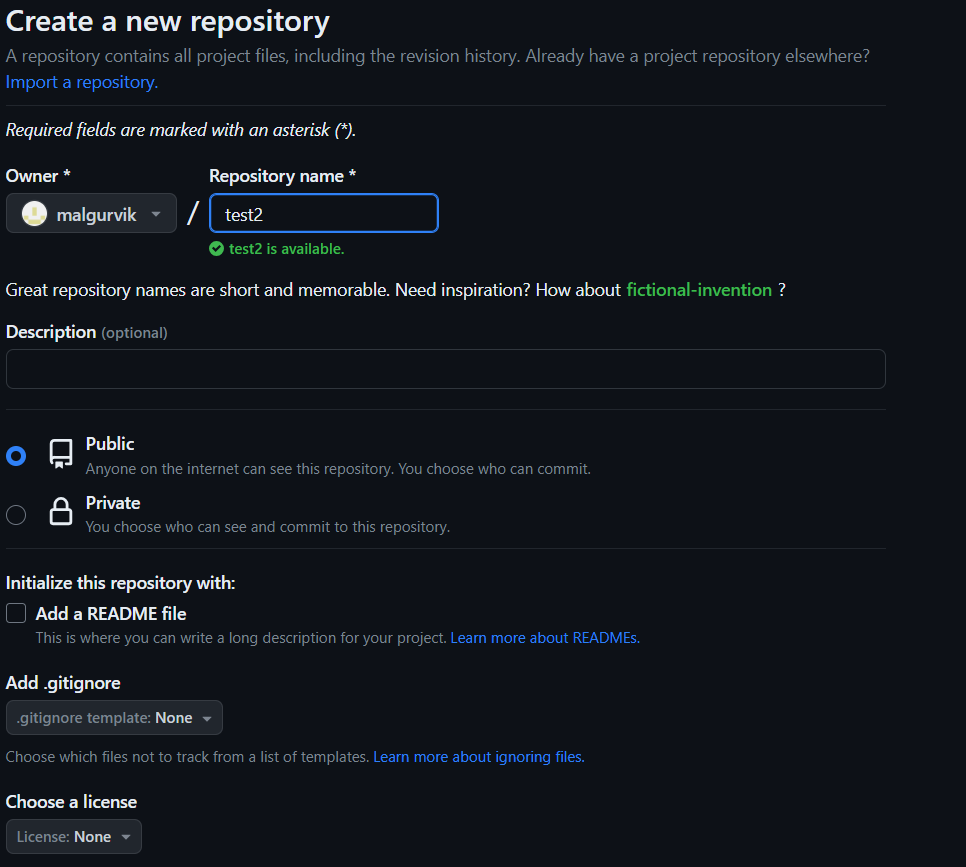 Create a new repository
A repository contains all project files, including the revision history. Already have a project repository elsewhere?
Import a repository.
Required fields are marked with an asterisk (*).
Owner * Repository name *
malgurvik / test2
test2 is available.
Great repository names are short and memorable. Need inspiration? How about fictional-invention ?
Description (optional)
Public
Anyone on the internet can see this repository. You choose who can commit.
Private
You choose who can see and commit to this repository.
Initialize this repository with:
Add a README file
This is where you can write a long description for your project. Learn more about READMEs.
Add .gitignore
.gitignore template: None
Choose which files not to track from a list of templates. Learn more about ignoring files.
Choose a license
License: None